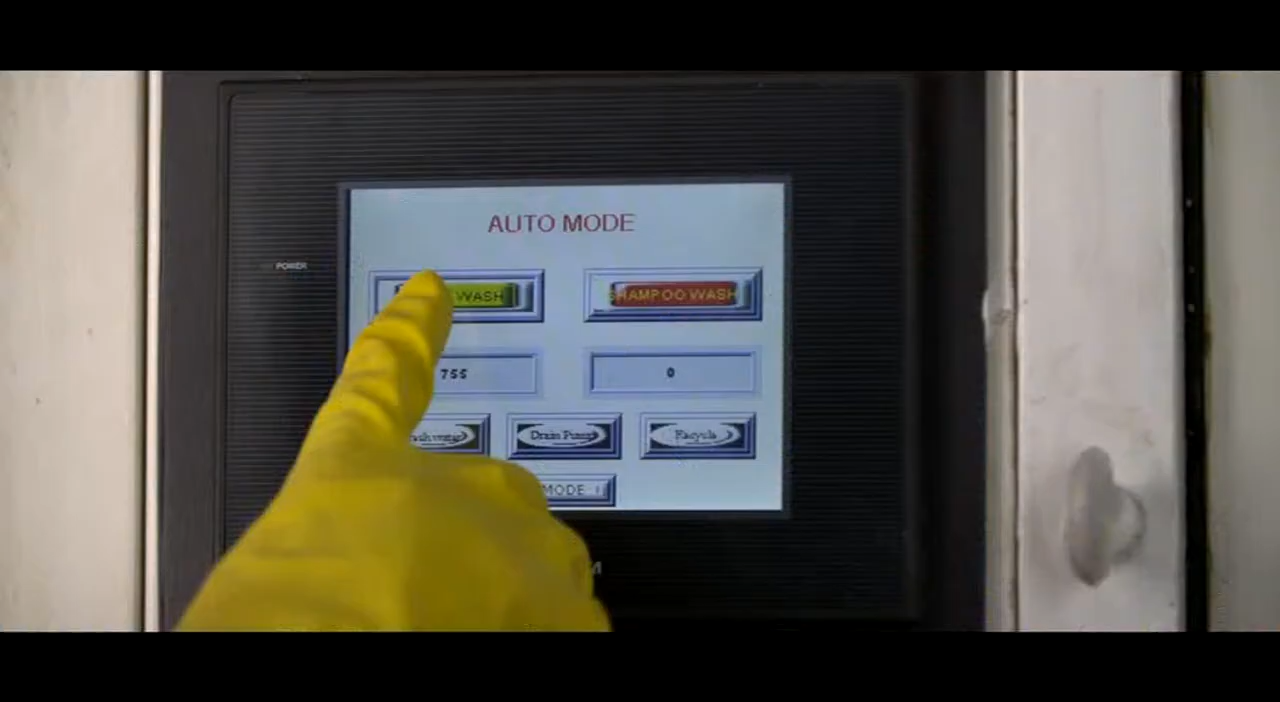 AUTO MODE
POWER
WASH
SHAMPOO WASH
755
0
Drain Pump
Recycle
MODE